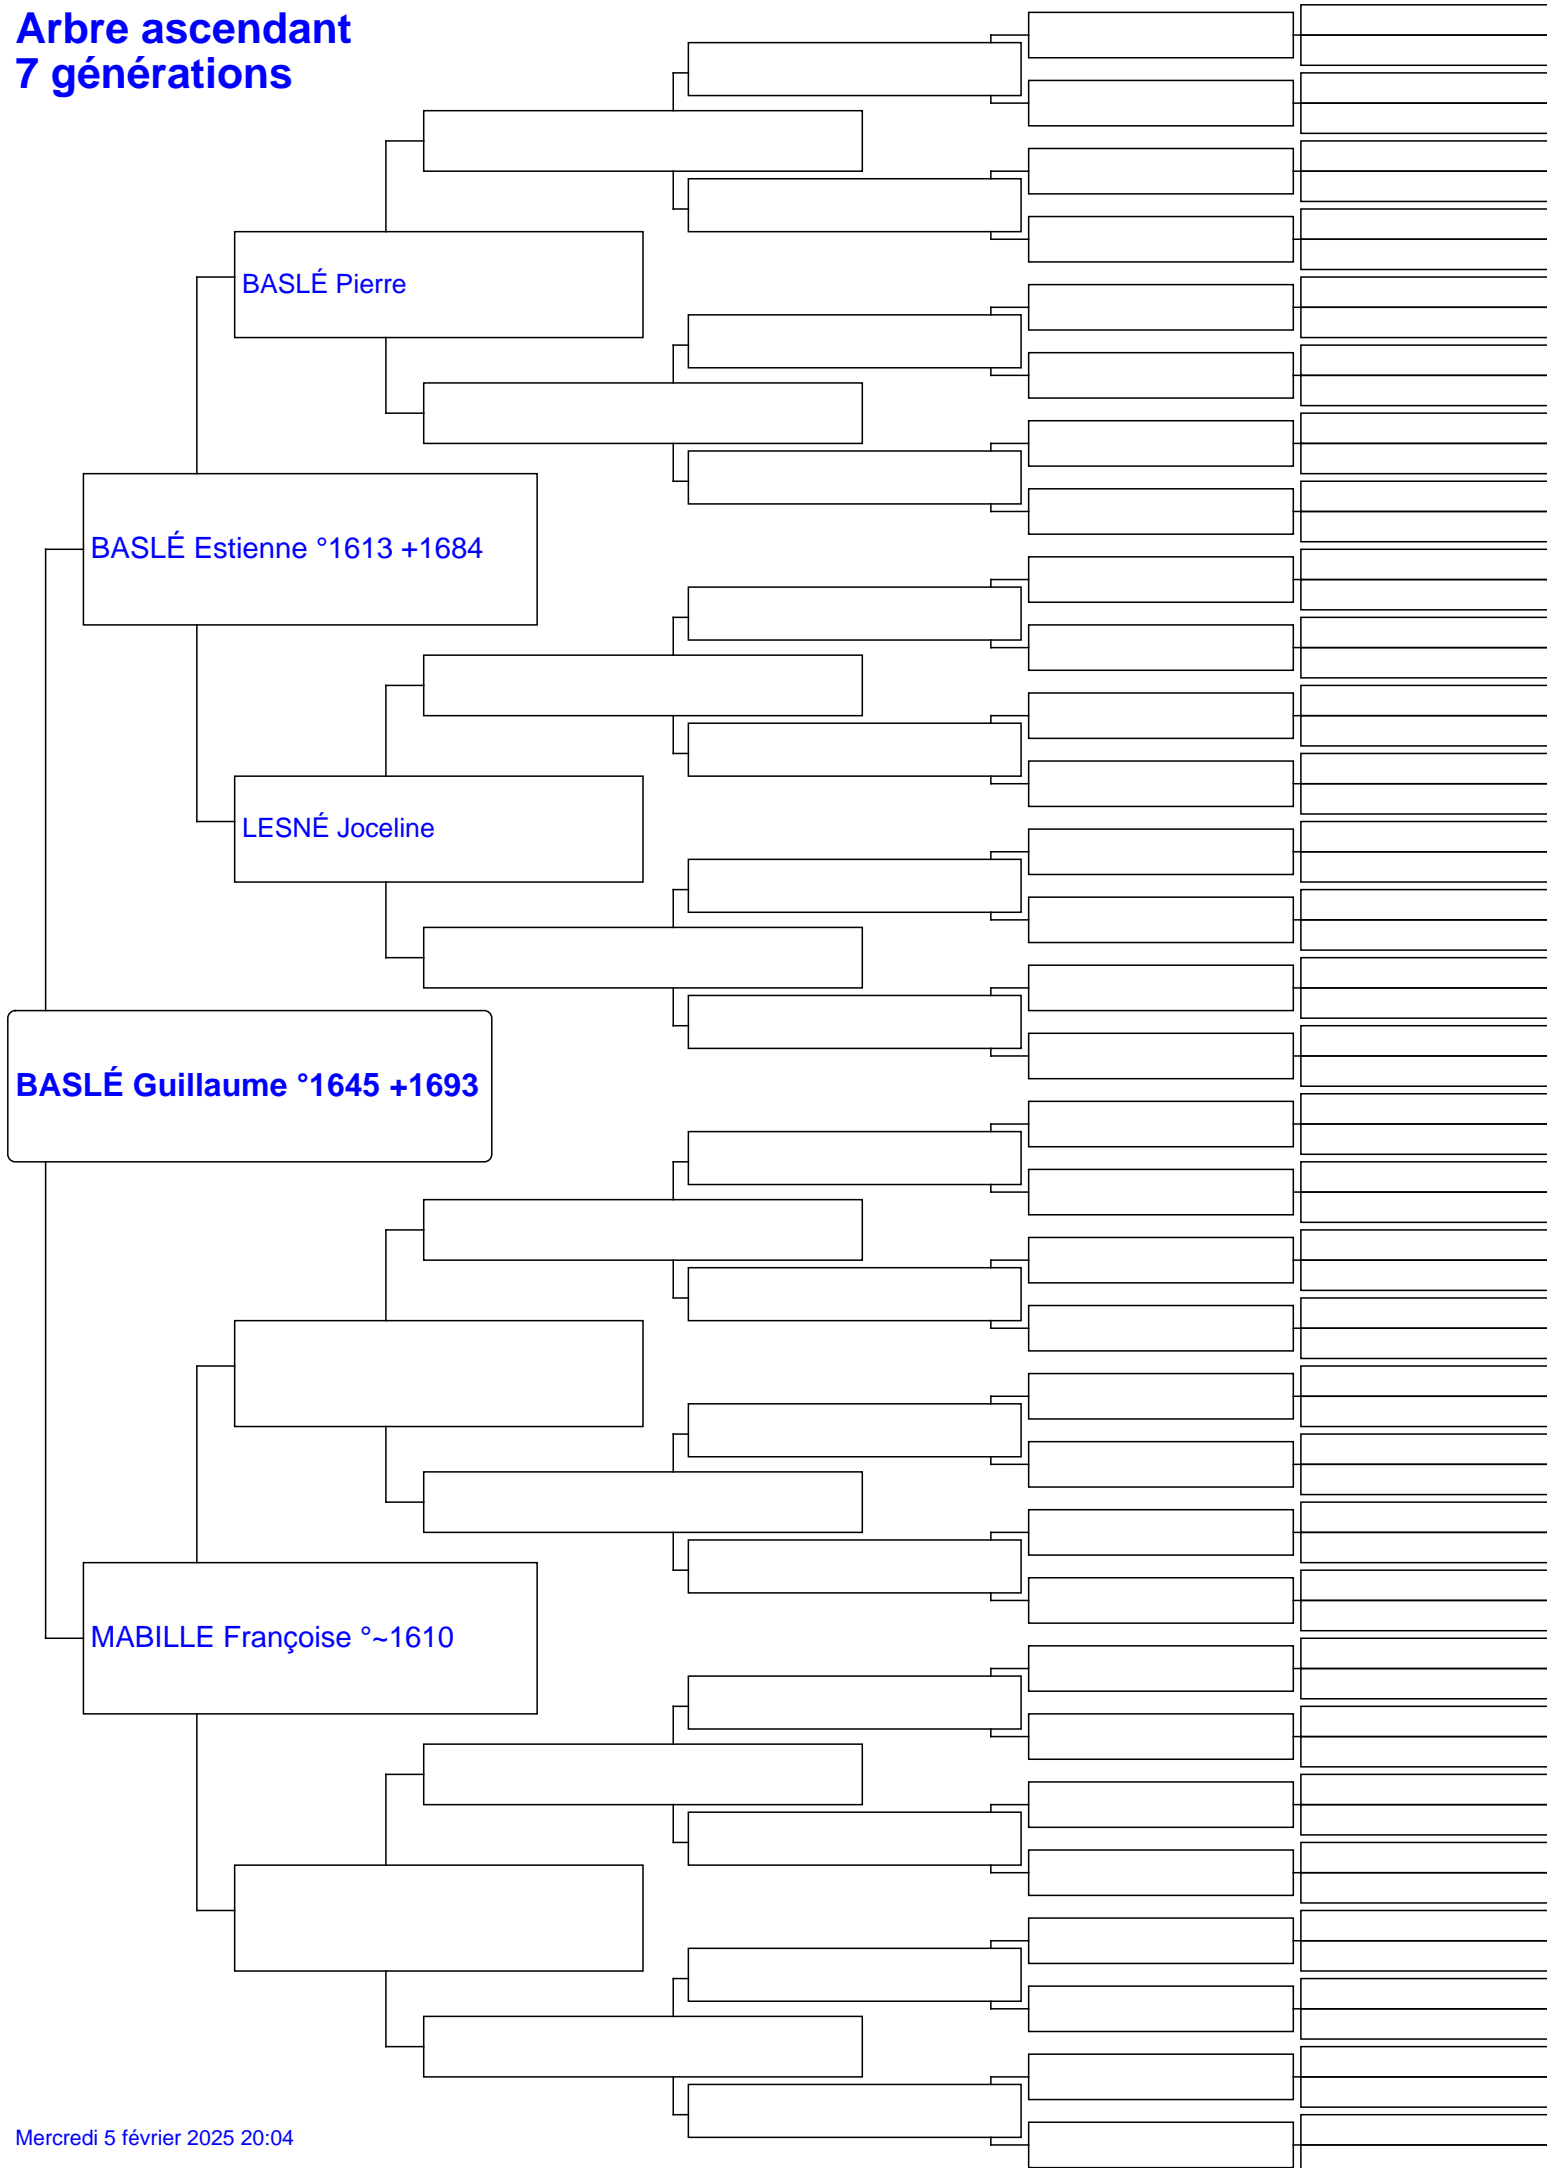 Arbre ascendant
7 générations
BASLÉ Pierre
BASLÉ Estienne °1613 +1684
LESNÉ Joceline
BASLÉ Guillaume °1645 +1693
MABILLE Françoise °~1610
Mercredi 5 février 2025 20:04